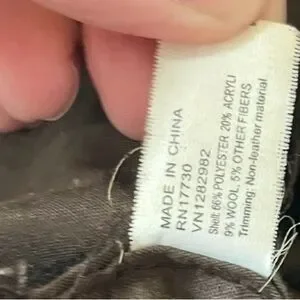 MADE IN CHINA
RN17730
VN1282982
Shell: 66% POLYESTER 20% ACRYLI
9% WOOL, 5% OTHER FIBERS
Trimming: Non-leather material